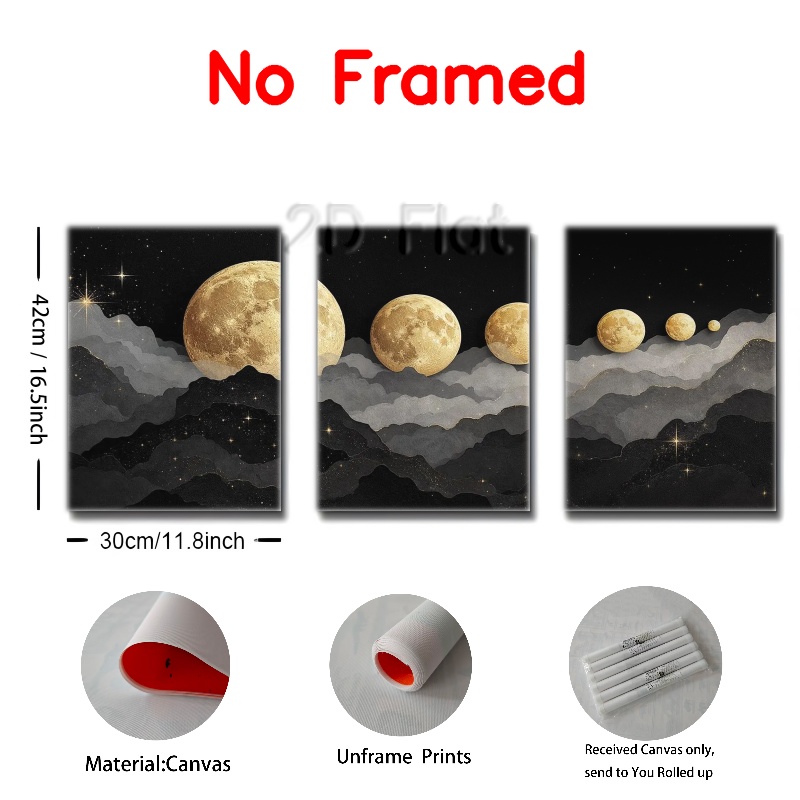 No Framed
2D Flat
42cm / 16.5inch
30cm/11.8inch
Material:Canvas
Unframe Prints
Received Canvas only,
send to You Rolled up